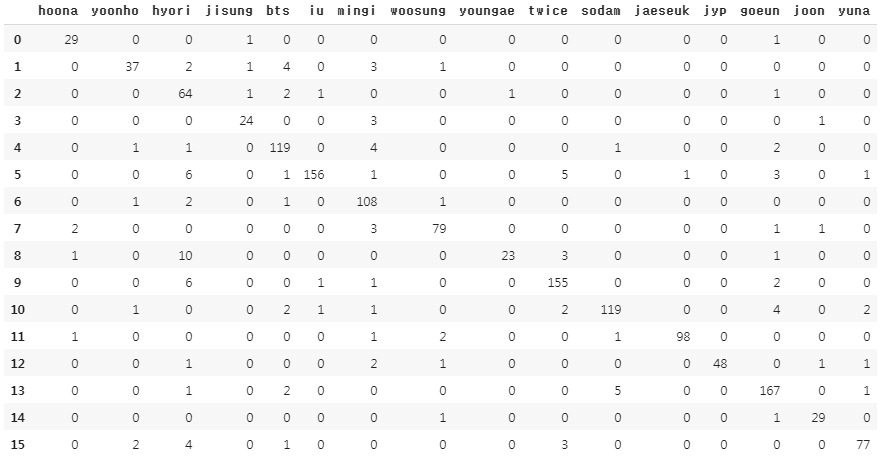 hoona yoonho hyori jisung bts iu mingi woosung youngae twice sodam jaeseuk jyp goeun joon yuna
0 29 0 0 1 0 0 0 0 0 0 0 0 0 1 0 0
1 0 37 2 1 4 0 3 1 0 0 0 0 0 0 0 0
2 0 0 64 1 2 1 0 0 1 0 0 0 0 1 0 0
3 0 0 0 24 0 0 3 0 0 0 0 0 0 0 1 0
4 0 1 1 0 119 0 4 0 0 0 1 0 0 2 0 0
5 0 0 6 0 1 156 1 0 0 5 0 1 0 3 0 1
6 0 1 2 0 1 0 108 1 0 0 0 0 0 0 0 0
7 2 0 0 0 0 0 3 79 0 0 0 0 0 1 1 0
8 1 0 10 0 0 0 0 0 23 3 0 0 0 1 0 0
9 0 0 6 0 0 1 1 0 0 155 0 0 0 2 0 0
10 0 1 0 0 2 1 1 0 0 2 119 0 0 4 0 2
11 1 0 0 0 0 0 1 2 0 0 1 98 0 0 0 0
12 0 0 1 0 0 0 2 1 0 0 0 0 48 0 1 1
13 0 0 1 0 2 0 0 0 0 0 5 0 0 167 0 1
14 0 0 0 0 0 0 0 1 0 0 0 0 0 1 29 0
15 0 2 4 0 1 0 0 0 0 3 0 0 0 0 0 77